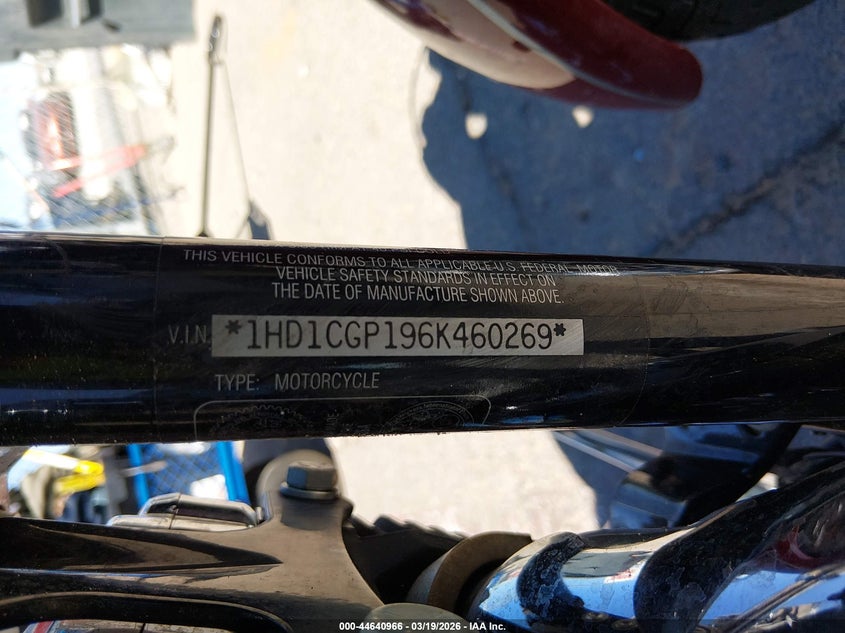 THIS VEHICLE CONFORMS TO ALL APPLICABLE U.S. FEDERAL MOTOR
VEHICLE SAFETY STANDARDS IN EFFECT ON
THE DATE OF MANUFACTURE SHOWN ABOVE.
V.I.N. *1HD1CGP196K460269*
TYPE: MOTORCYCLE
000-44640966 - 03/19/2026 - IAA Inc.